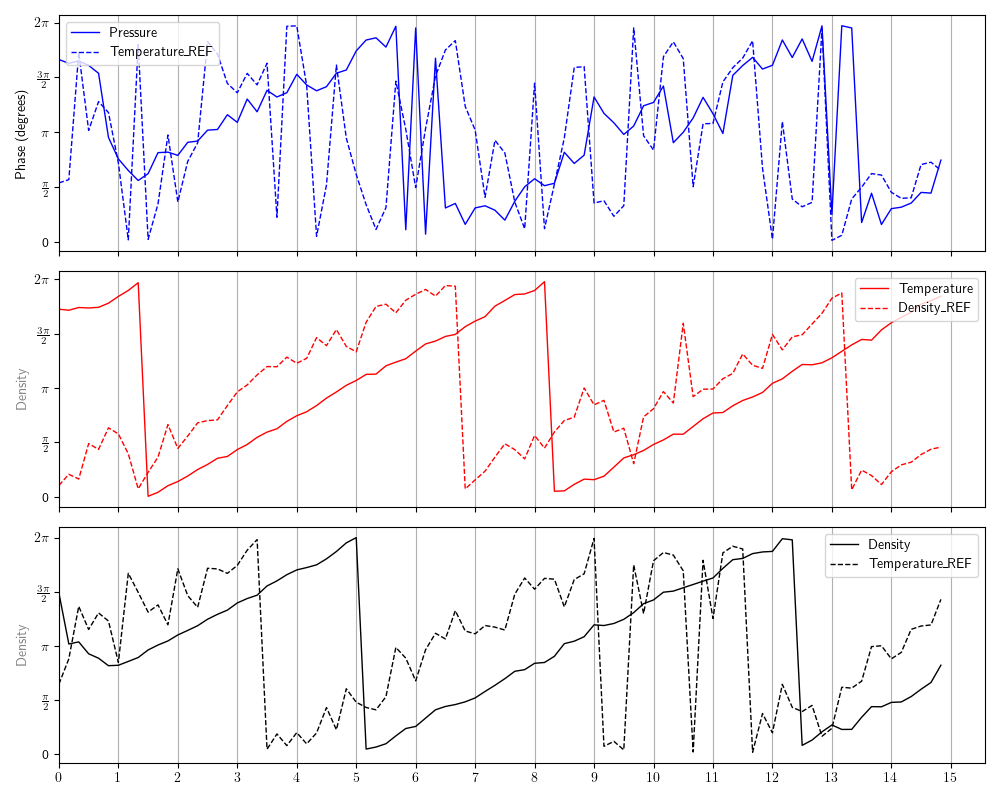 2π
3π/2
π
π/2
0
Phase (degrees)
Pressure
Temperature_REF
2π
3π/2
π
π/2
0
Density
Temperature
Density_REF
2π
3π/2
π
π/2
0
Density
Density
Temperature_REF
0 1 2 3 4 5 6 7 8 9 10 11 12 13 14 15